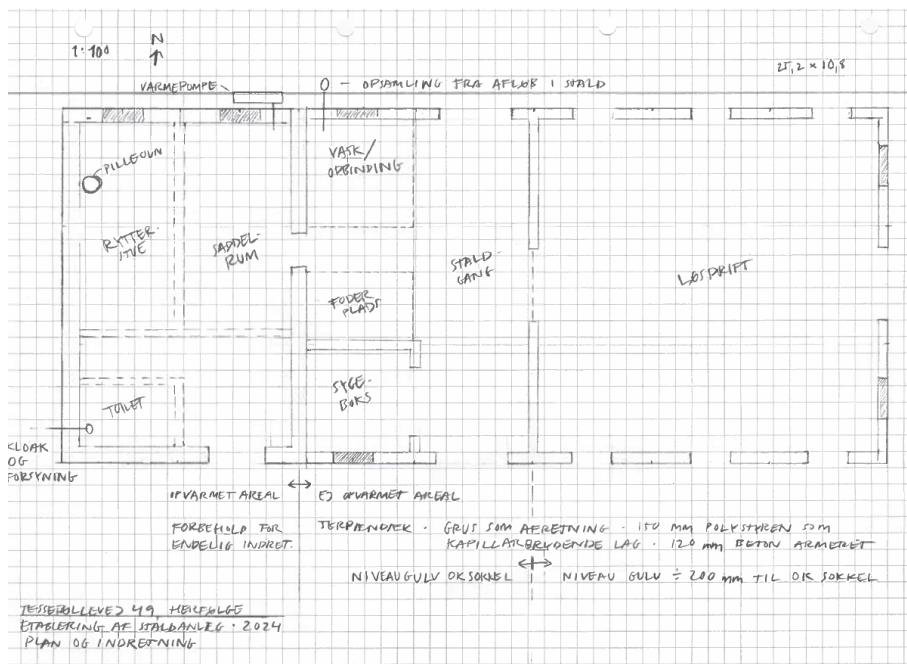 1:100
N
25,2 x 10,8
VARMEPUMPE
O – OPSAMLING FRA AFLØB I STALD
PILLEOVN
VASK/
OPBINDING
RYTTER-
STUE
SADDEL-
RUM
STALD-
GANG
LØSDRIFT
FODER
PLADS
SYGE-
BOKS
TOILET
KLOAK
OG
FORSYNING
OPVARMET AREAL
EJ OPVARMET AREAL
FORBEHOLD FOR
ENDELIG INDRET.
TERRÆNDÆK · GRUS SOM AFRETNING · 150 mm POLYSTYREN SOM
KAPILLARBRYDENDE LAG · 120 mm BETON ARMERET
NIVEAU GULV OK SOKKEL
NIVEAU GULV ÷ 200 mm TIL OK SOKKEL
49, HERFØLGE
ETABLERING AF STALDANLÆG · 2024
PLAN OG INDRETNING